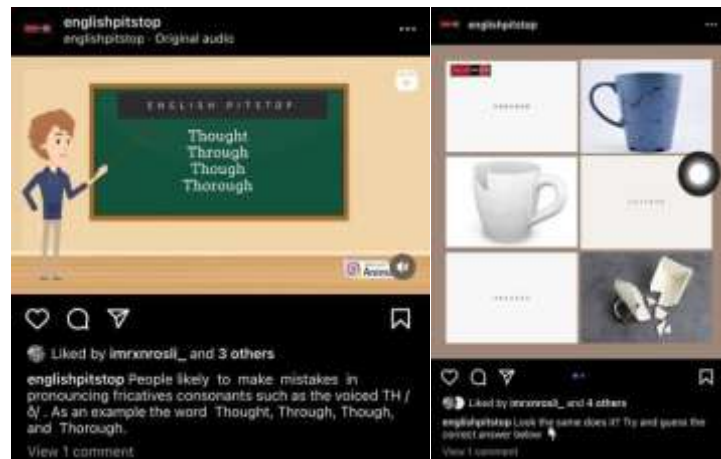 englishpitstop
englishpitstop · Original audio
ENGLISH PITSTOP
Thought
Through
Though
Thorough
Liked by imrxnrosli_ and 3 others
englishpitstop People likely to make mistakes in
pronouncing fricatives consonants such as the voiced TH /
ð/ . As an example the word Thought, Through, Though,
and Thorough.
View 1 comment
englishpitstop
Liked by imrxnrosli_ and 4 others
englishpitstop Look the same does it? Try and guess the
correct answer below 👇
View 1 comment